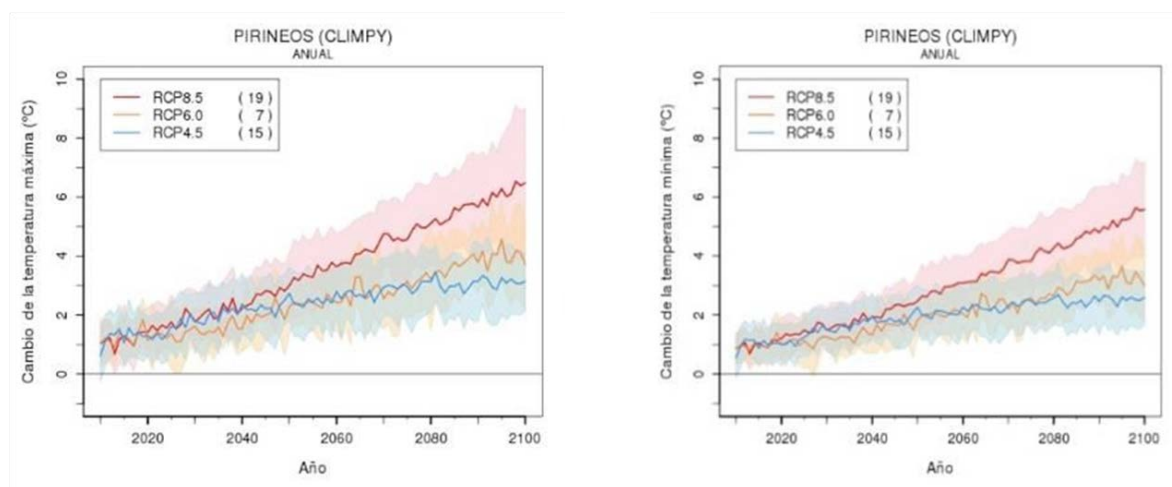 PIRINEOS (CLIMPY)
ANUAL
Cambio de la temperatura máxima (ºC)
10
8
6
4
2
0
RCP8.5 ( 19 )
RCP6.0 ( 7 )
RCP4.5 ( 15 )
2020 2040 2060 2080 2100
Año
PIRINEOS (CLIMPY)
ANUAL
Cambio de la temperatura mínima (ºC)
10
8
6
4
2
0
RCP8.5 ( 19 )
RCP6.0 ( 7 )
RCP4.5 ( 15 )
2020 2040 2060 2080 2100
Año